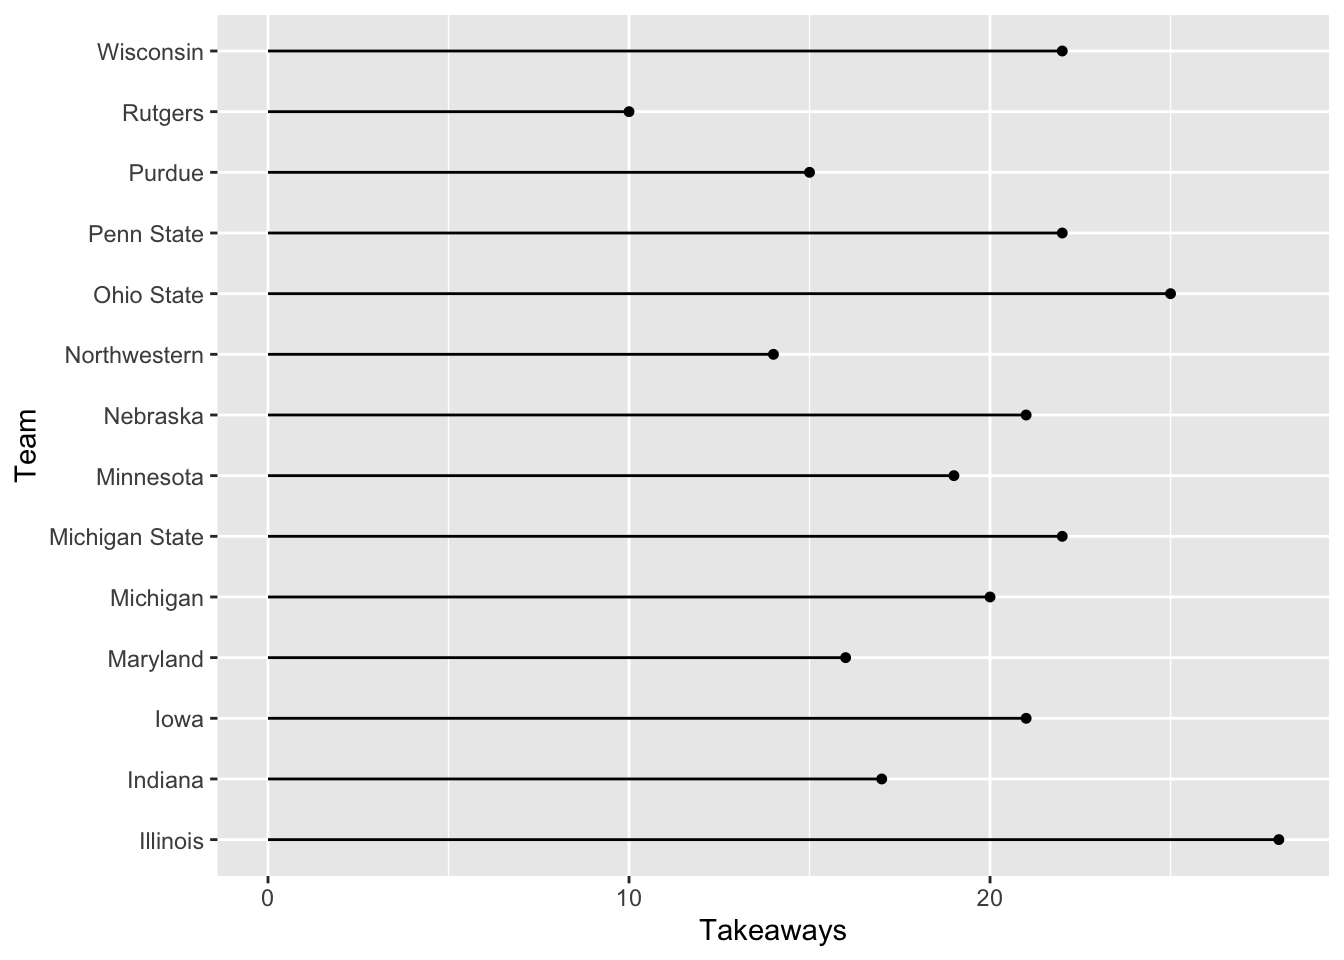 Wisconsin
Rutgers
Purdue
Penn State
Ohio State
Northwestern
Nebraska
Minnesota
Michigan State
Michigan
Maryland
Iowa
Indiana
Illinois
Team
0 10 20
Takeaways